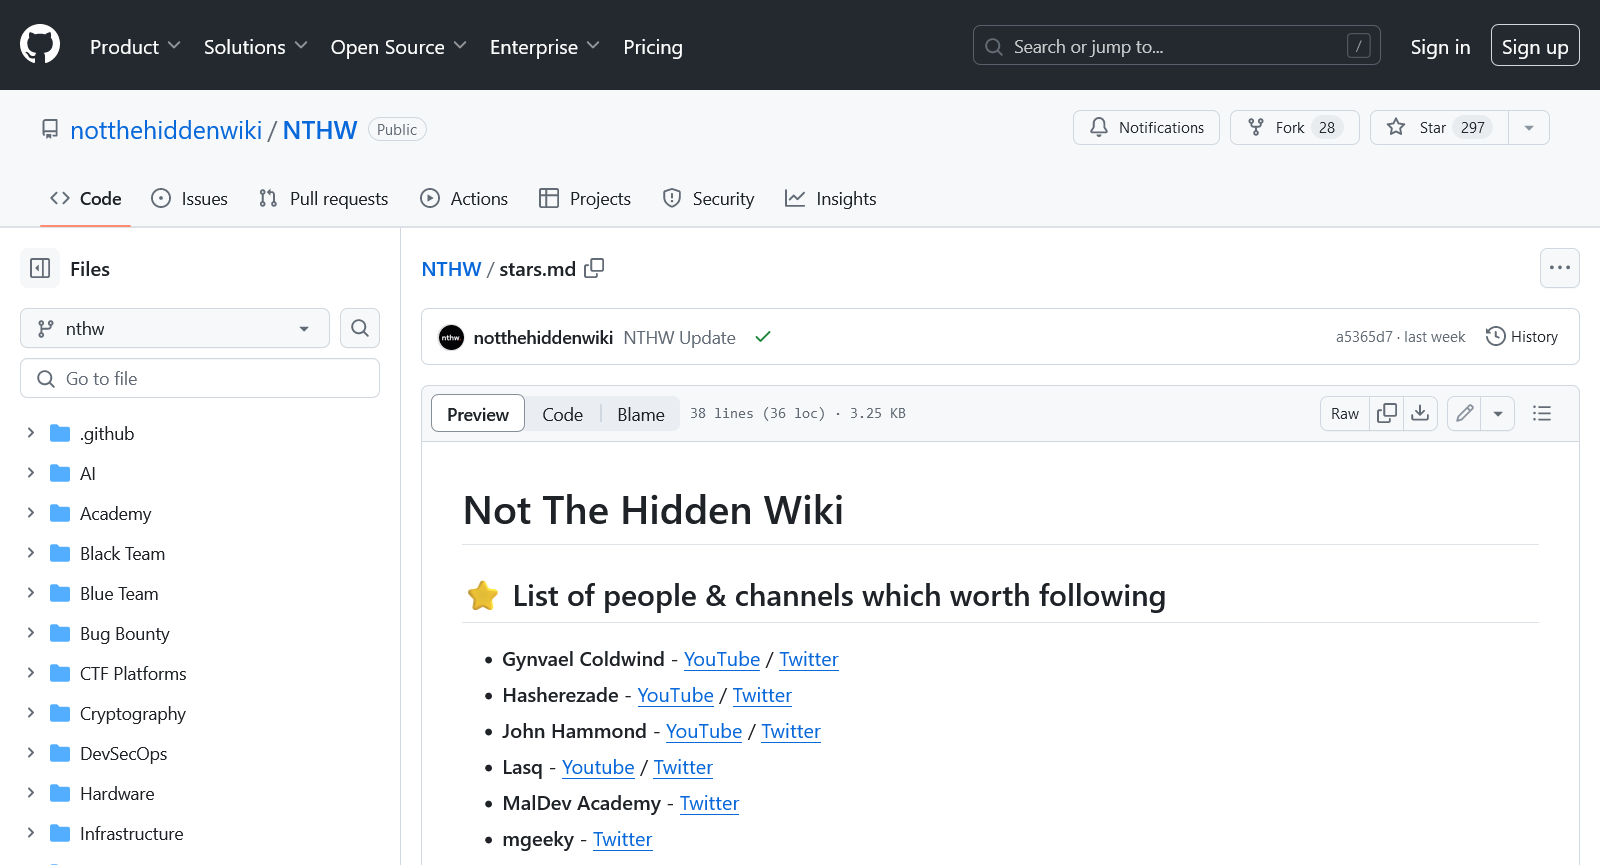 Product Solutions Open Source Enterprise Pricing Search or jump to... / Sign in Sign up
notthehiddenwiki / NTHW Public Notifications Fork 28 Star 297
Code Issues Pull requests Actions Projects Security Insights
Files
nthw
Go to file
.github
AI
Academy
Black Team
Blue Team
Bug Bounty
CTF Platforms
Cryptography
DevSecOps
Hardware
Infrastructure
NTHW / stars.md
nthw notthehiddenwiki NTHW Update a5365d7 · last week History
Preview Code Blame 38 lines (36 loc) · 3.25 KB Raw
Not The Hidden Wiki
⭐ List of people & channels which worth following
• Gynvael Coldwind - YouTube / Twitter
• Hasherezade - YouTube / Twitter
• John Hammond - YouTube / Twitter
• Lasq - Youtube / Twitter
• MalDev Academy - Twitter
• mgeeky - Twitter